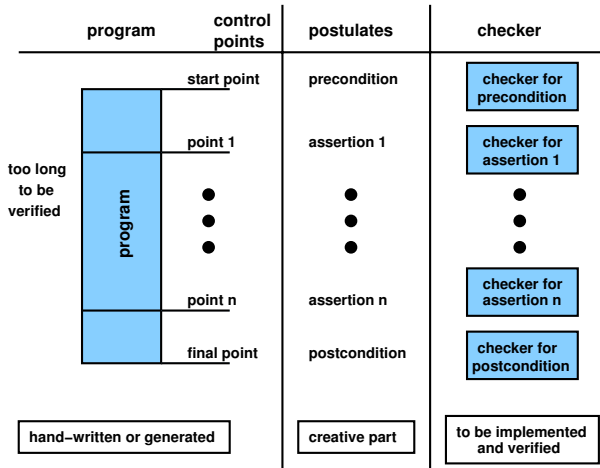 program
control
points
postulates
checker
start point
precondition
checker for
precondition
point 1
assertion 1
checker for
assertion 1
too long
to be
verified
program
point n
assertion n
checker for
assertion n
final point
postcondition
checker for
postcondition
hand−written or generated
creative part
to be implemented
and verified